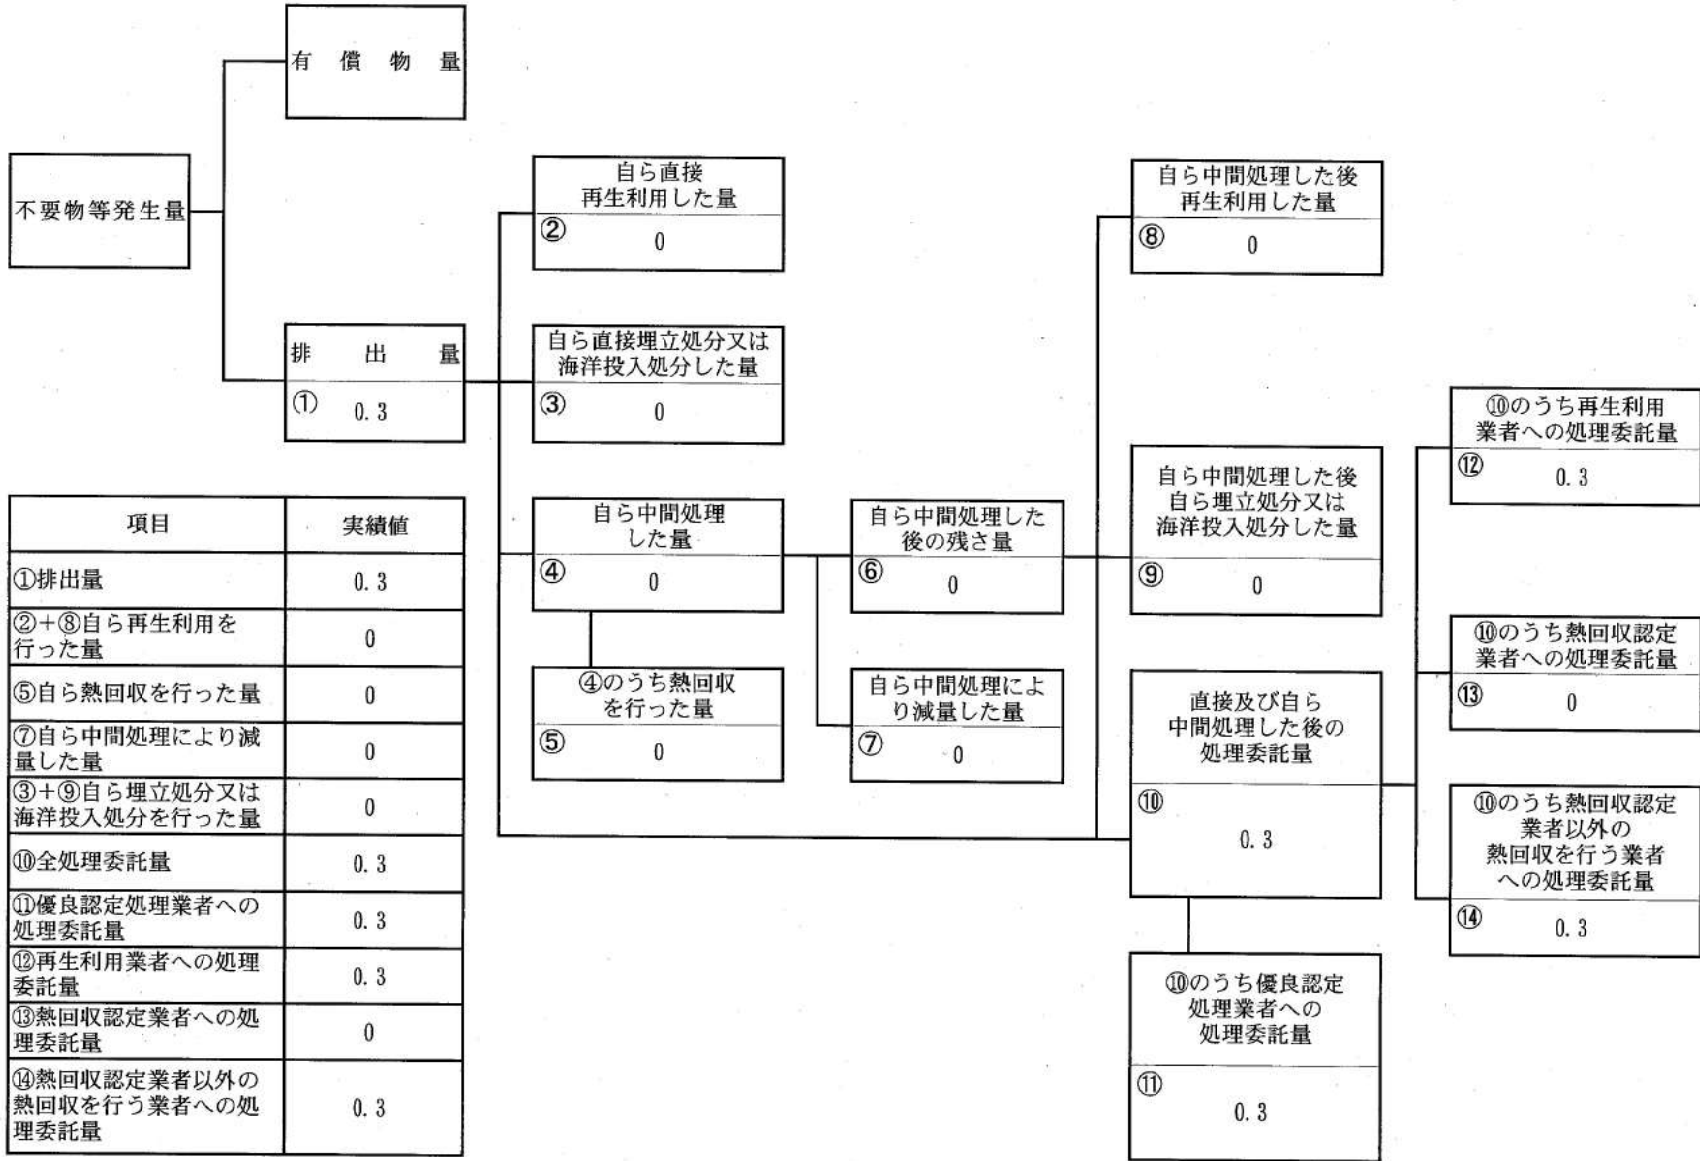 有償物量
不要物等発生量
排出量
① 0.3
自ら直接
再生利用した量
② 0
自ら直接埋立処分又は
海洋投入処分した量
③ 0
自ら中間処理
した量
④ 0
④のうち熱回収
を行った量
⑤ 0
自ら中間処理した
後の残さ量
⑥ 0
自ら中間処理によ
り減量した量
⑦ 0
自ら中間処理した後
再生利用した量
⑧ 0
自ら中間処理した後
自ら埋立処分又は
海洋投入処分した量
⑨ 0
直接及び自ら
中間処理した後の
処理委託量
⑩
0.3
⑩のうち優良認定
処理業者への
処理委託量
⑪
0.3
⑩のうち再生利用
業者への処理委託量
⑫ 0.3
⑩のうち熱回収認定
業者への処理委託量
⑬ 0
⑩のうち熱回収認定
業者以外の
熱回収を行う業者
への処理委託量
⑭ 0.3
項目 実績値
①排出量 0.3
②+⑧自ら再生利用を
行った量 0
⑤自ら熱回収を行った量 0
⑦自ら中間処理により減
量した量 0
③+⑨自ら埋立処分又は
海洋投入処分を行った量 0
⑩全処理委託量 0.3
⑪優良認定処理業者への
処理委託量 0.3
⑫再生利用業者への処理
委託量 0.3
⑬熱回収認定業者への処
理委託量 0
⑭熱回収認定業者以外の
熱回収を行う業者への処
理委託量 0.3